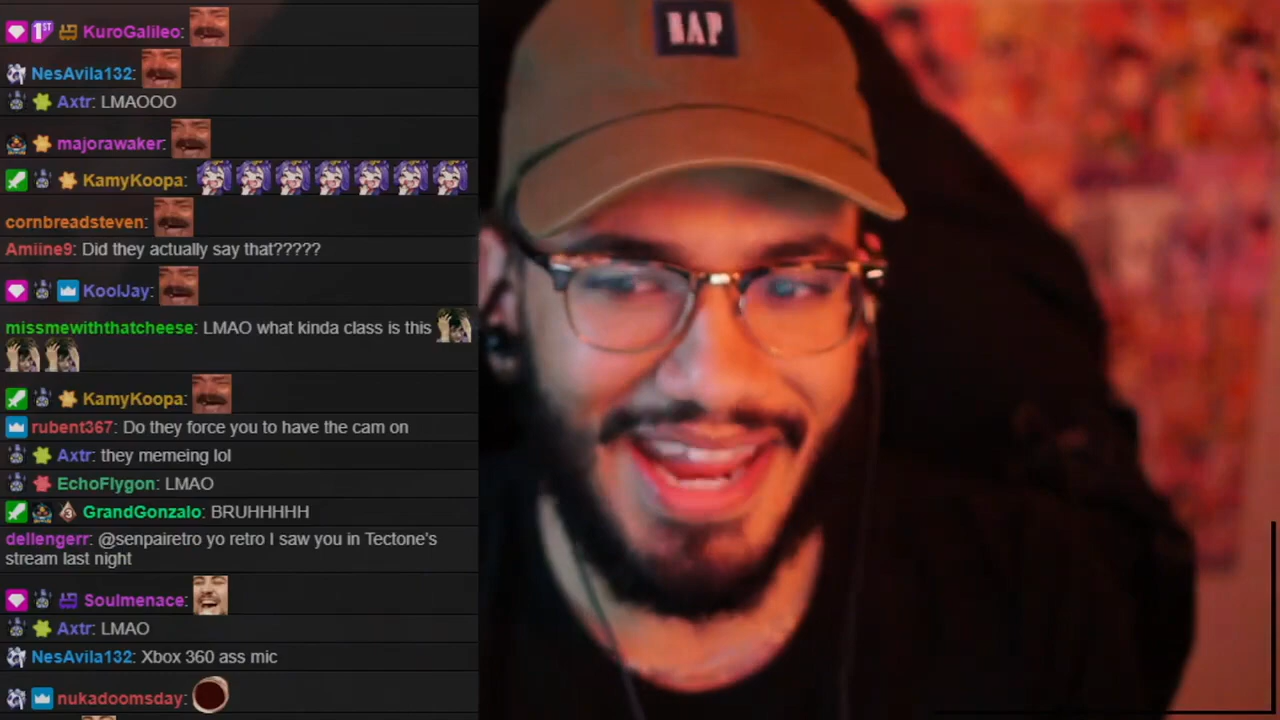 KuroGalileo:
NesAvila132:
Axtr: LMAOOO
majorawaker:
KamyKoopa:
cornbreadsteven:
Amiine9: Did they actually say that?????
KoolJay:
missmewiththatcheese: LMAO what kinda class is this
KamyKoopa:
rubent367: Do they force you to have the cam on
Axtr: they memeing lol
EchoFlygon: LMAO
3 GrandGonzalo: BRUHHHHH
dellengerr: @senpairetro yo retro I saw you in Tectone's
stream last night
Soulmenace:
Axtr: LMAO
NesAvila132: Xbox 360 ass mic
nukadoomsday:
1ST